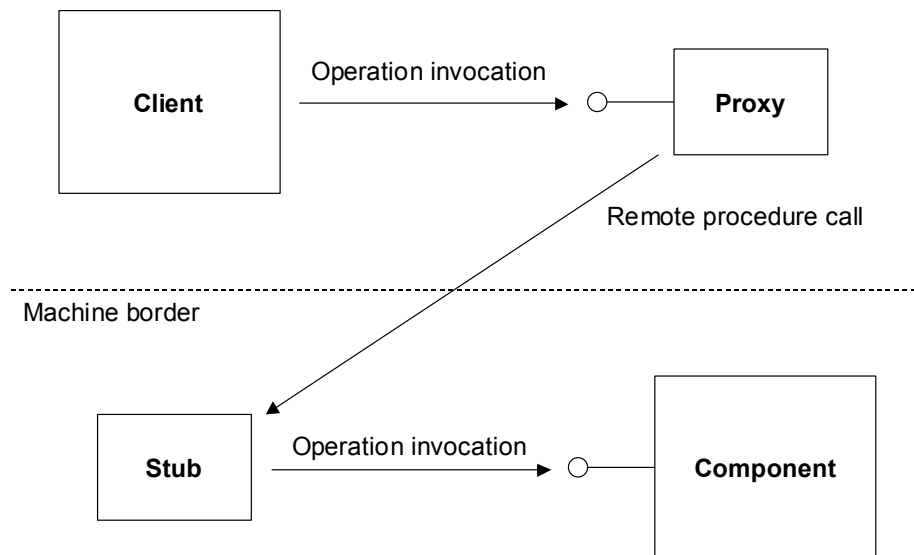 Operation invocation
Client
Proxy
Remote procedure call
Machine border
Operation invocation
Stub
Component